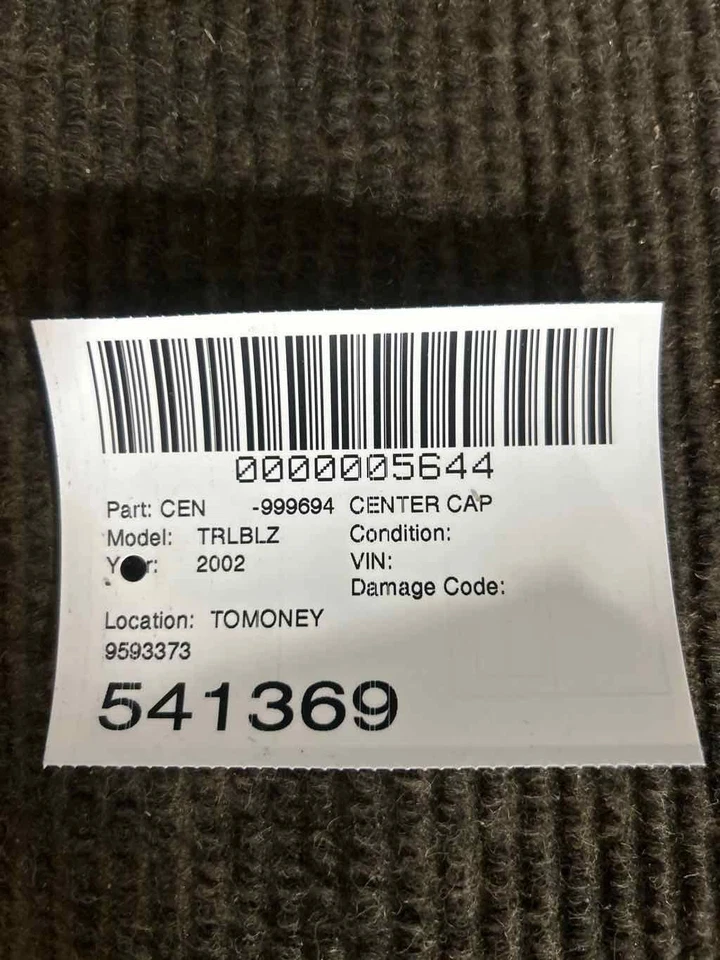 0000005644
Part: CEN -999694 CENTER CAP
Model: TRLBLZ Condition:
2002 VIN:
Damage Code:
Location: TOMONEY
9593373
541369